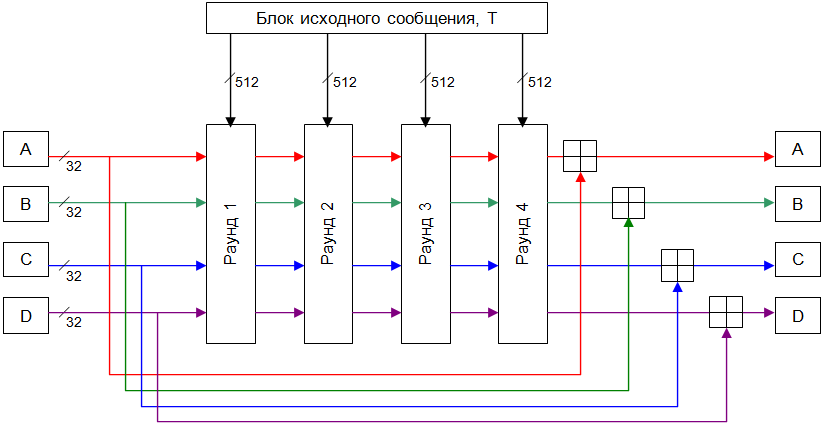 Блок исходного сообщения, T
512
512
512
512
A
32
A
B
32
B
C
32
C
D
32
D
Раунд 1
Раунд 2
Раунд 3
Раунд 4